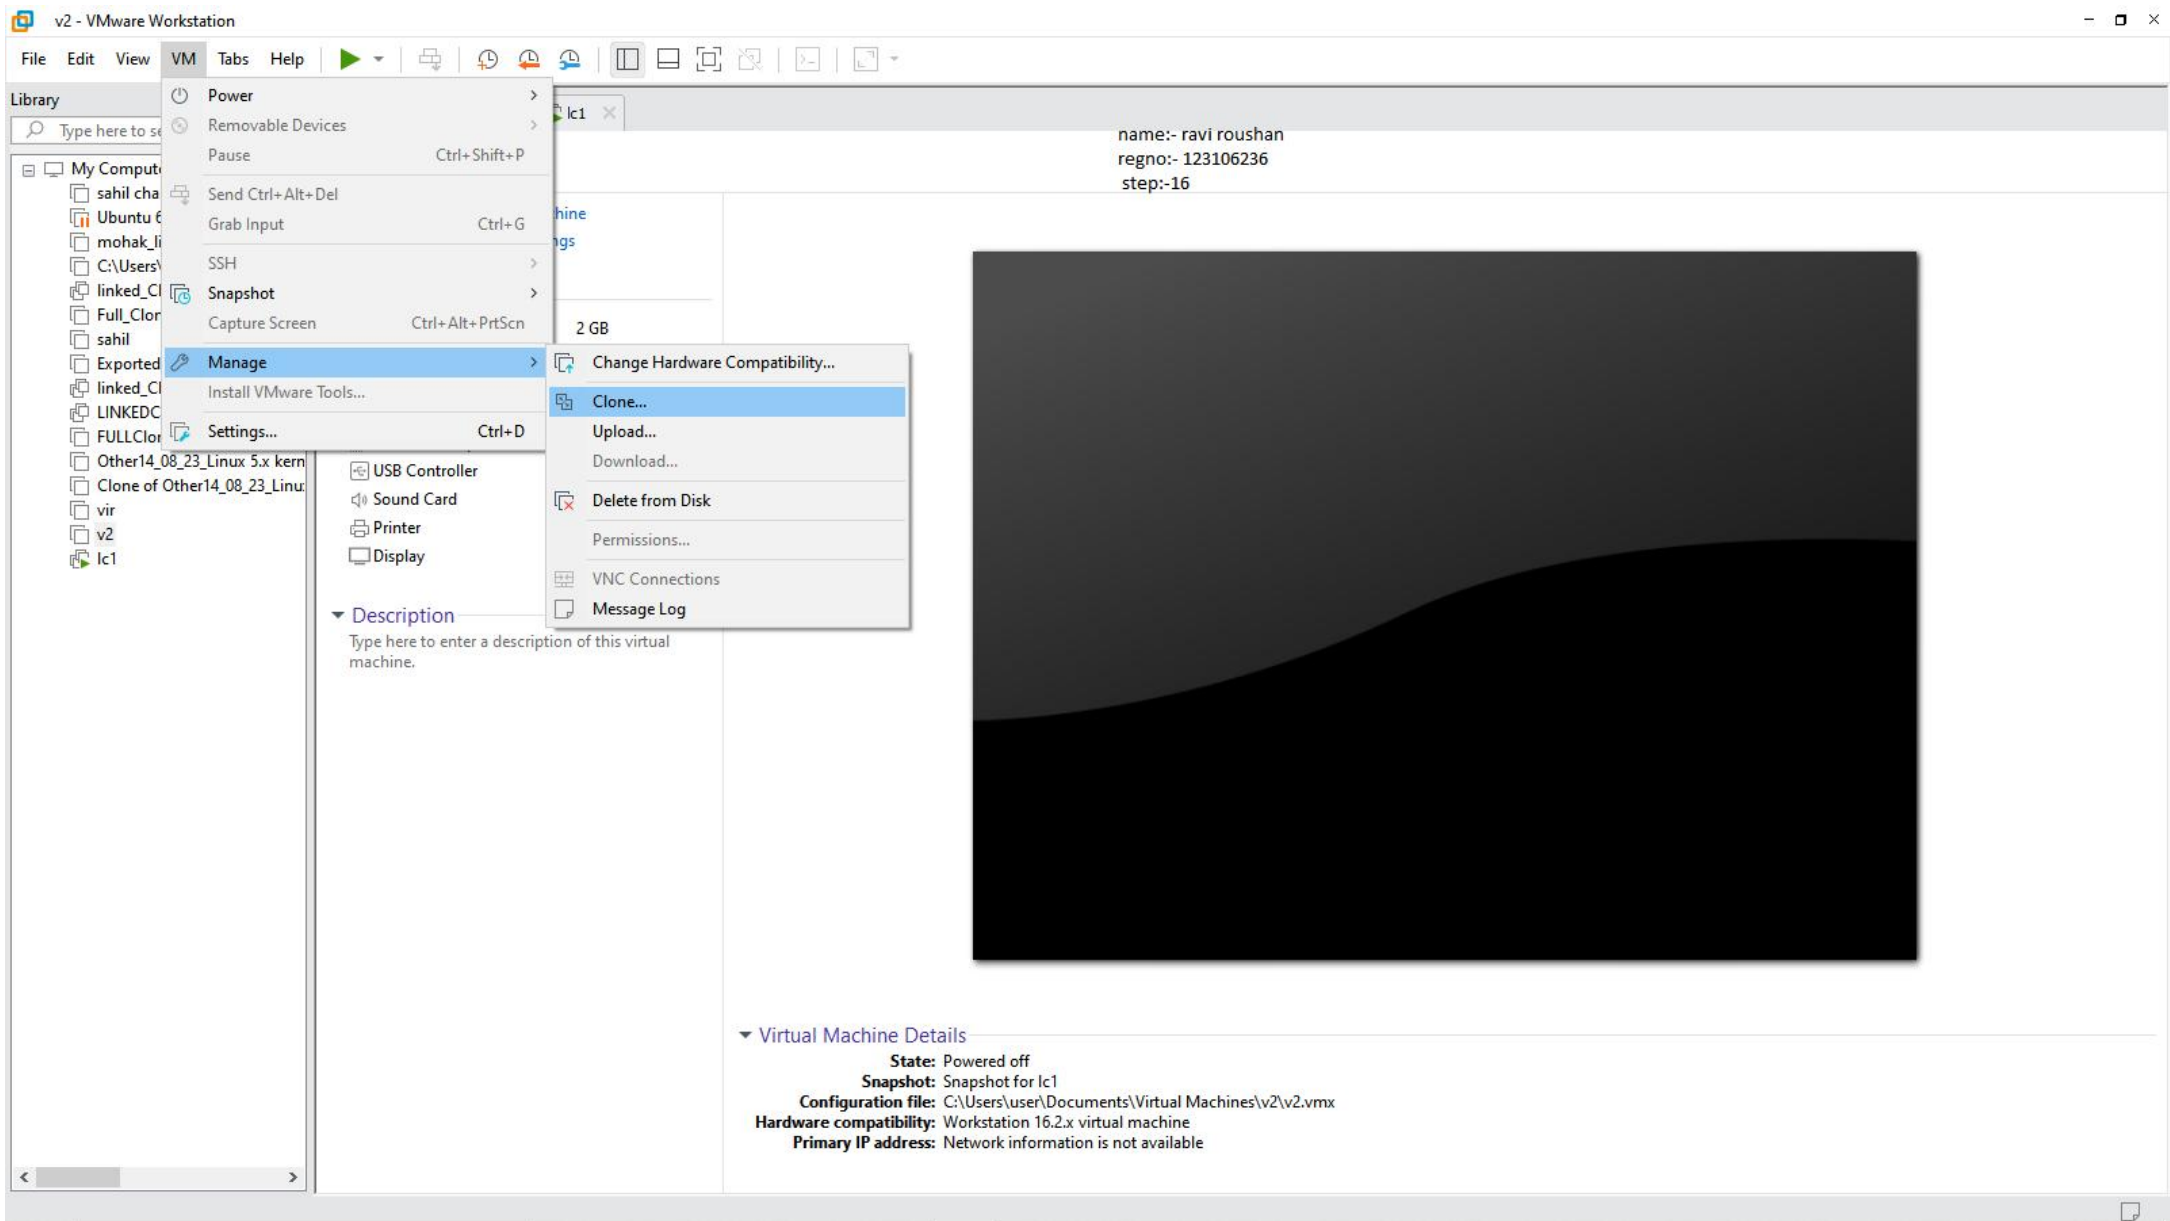 v2 - VMware Workstation
File Edit View VM Tabs Help
Library
Type here to se
My Compute
sahil cha
Ubuntu 6
mohak_li
C:\Users\
linked_Cl
Full_Clon
sahil
Exported
linked_Cl
LINKEDC
FULLClon
Other14_08_23_Linux 5.x kern
Clone of Other14_08_23_Linu
vir
v2
lc1
Power
Removable Devices
Pause Ctrl+Shift+P
Send Ctrl+Alt+Del
Grab Input Ctrl+G
SSH
Snapshot
Capture Screen Ctrl+Alt+PrtScn
Manage
Install VMware Tools...
Settings... Ctrl+D
lc1
name:- ravi roushan
regno:- 123106236
step:-16
hine
ngs
2 GB
Change Hardware Compatibility...
Clone...
Upload...
Download...
Delete from Disk
Permissions...
VNC Connections
Message Log
USB Controller
Sound Card
Printer
Display
Description
Type here to enter a description of this virtual
machine.
Virtual Machine Details
State: Powered off
Snapshot: Snapshot for lc1
Configuration file: C:\Users\user\Documents\Virtual Machines\v2\v2.vmx
Hardware compatibility: Workstation 16.2.x virtual machine
Primary IP address: Network information is not available